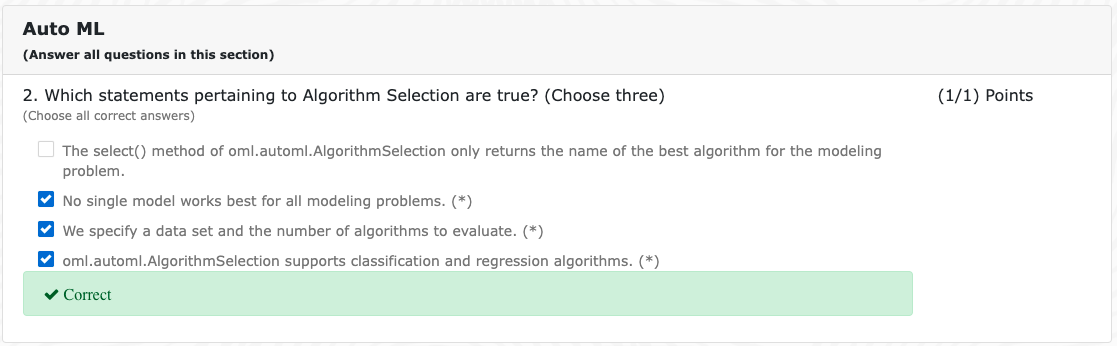 Auto ML
(Answer all questions in this section)
2. Which statements pertaining to Algorithm Selection are true? (Choose three)
(1/1) Points
(Choose all correct answers)
The select() method of oml.automl.AlgorithmSelection only returns the name of the best algorithm for the modeling
problem.
No single model works best for all modeling problems. (*)
We specify a data set and the number of algorithms to evaluate. (*)
oml.automl.AlgorithmSelection supports classification and regression algorithms. (*)
Correct